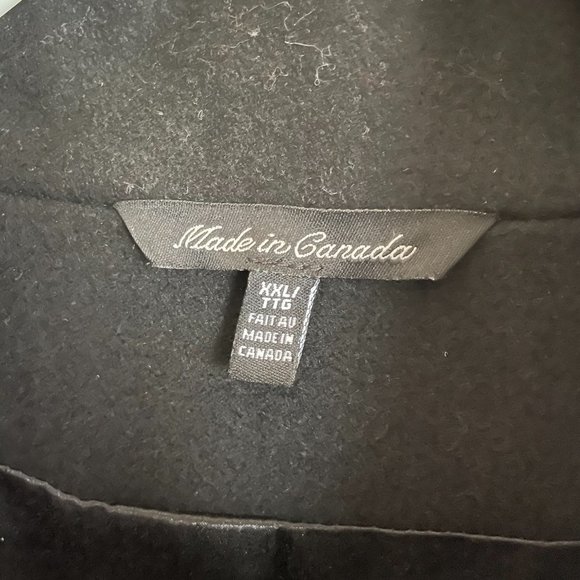 Made in Canada
XXL/
TTG
FAIT AU
MADE IN
CANADA